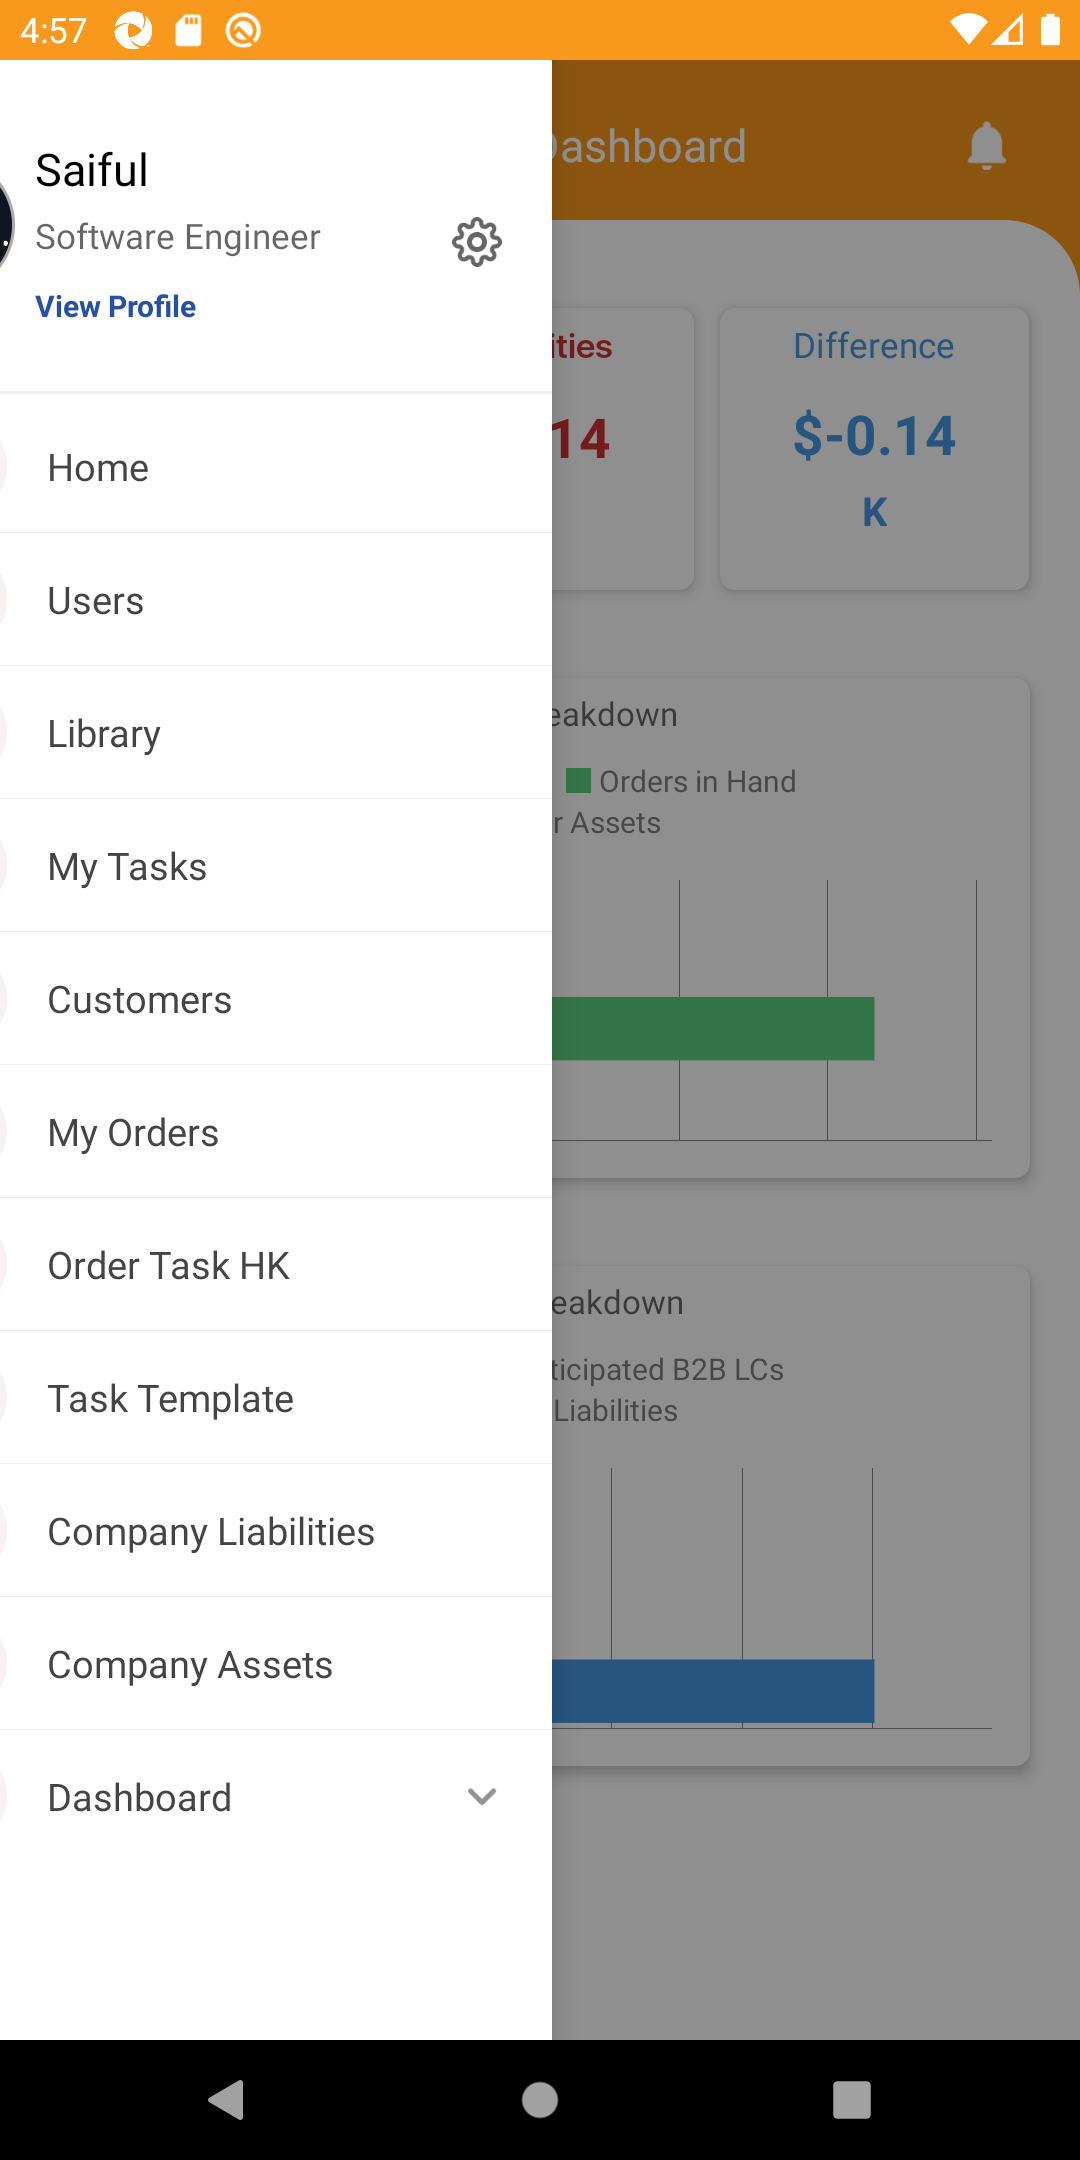 4:57
Dashboard
Saiful
Software Engineer
View Profile
ities
14
Difference
$-0.14
K
Home
Users
Library
eakdown
Orders in Hand
r Assets
My Tasks
Customers
My Orders
Order Task HK
eakdown
ticipated B2B LCs
Liabilities
Task Template
Company Liabilities
Company Assets
Dashboard